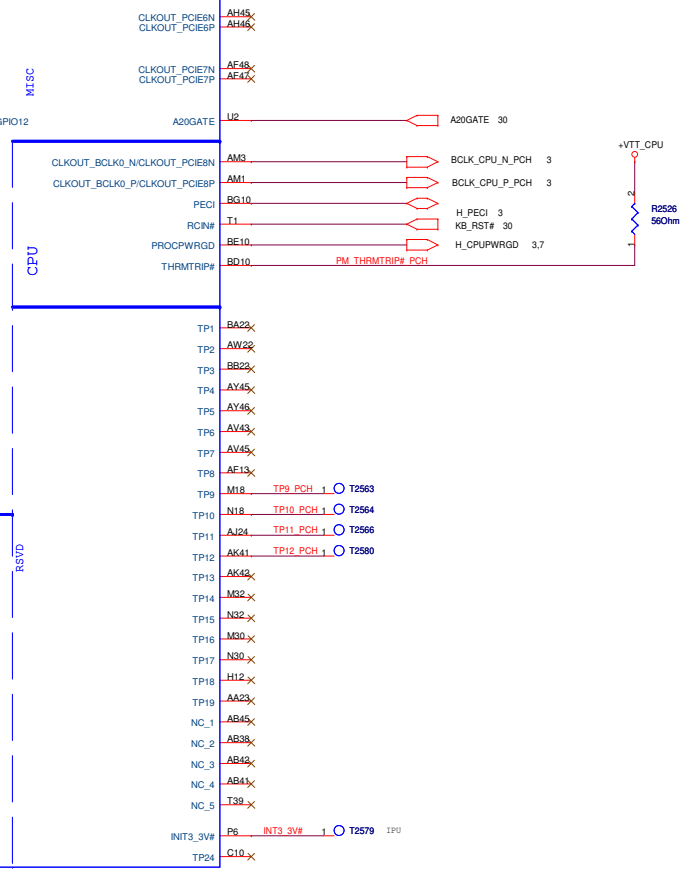 CLKOUT_PCIE6N AH45
CLKOUT_PCIE6P AH46
CLKOUT_PCIE7N AF48
CLKOUT_PCIE7P AF47
MISC
GPIO12 A20GATE U2 A20GATE 30
+VTT_CPU
CLKOUT_BCLK0_N/CLKOUT_PCIE8N AM3 BCLK_CPU_N_PCH 3
CLKOUT_BCLK0_P/CLKOUT_PCIE8P AM1 BCLK_CPU_P_PCH 3
2
PECI BG10 H_PECI 3
R2526
56Ohm
RCIN# T1 KB_RST# 30
PROCPWRGD BE10 H_CPUPWRGD 3,7
1
CPU
THRMTRIP# BD10 PM_THRMTRIP#_PCH
TP1 BA22
TP2 AW22
TP3 BB22
TP4 AY45
TP5 AY46
TP6 AV43
TP7 AV45
TP8 AF13
TP9 M18 TP9_PCH 1 T2563
TP10 N18 TP10_PCH 1 T2564
TP11 AJ24 TP11_PCH 1 T2566
TP12 AK41 TP12_PCH 1 T2580
RSVD
TP13 AK42
TP14 M32
TP15 N32
TP16 M30
TP17 N30
TP18 H12
TP19 AA23
NC_1 AB45
NC_2 AB38
NC_3 AB42
NC_4 AB41
NC_5 T39
INIT3_3V# P6 INT3_3V# 1 T2579 IPU
TP24 C10